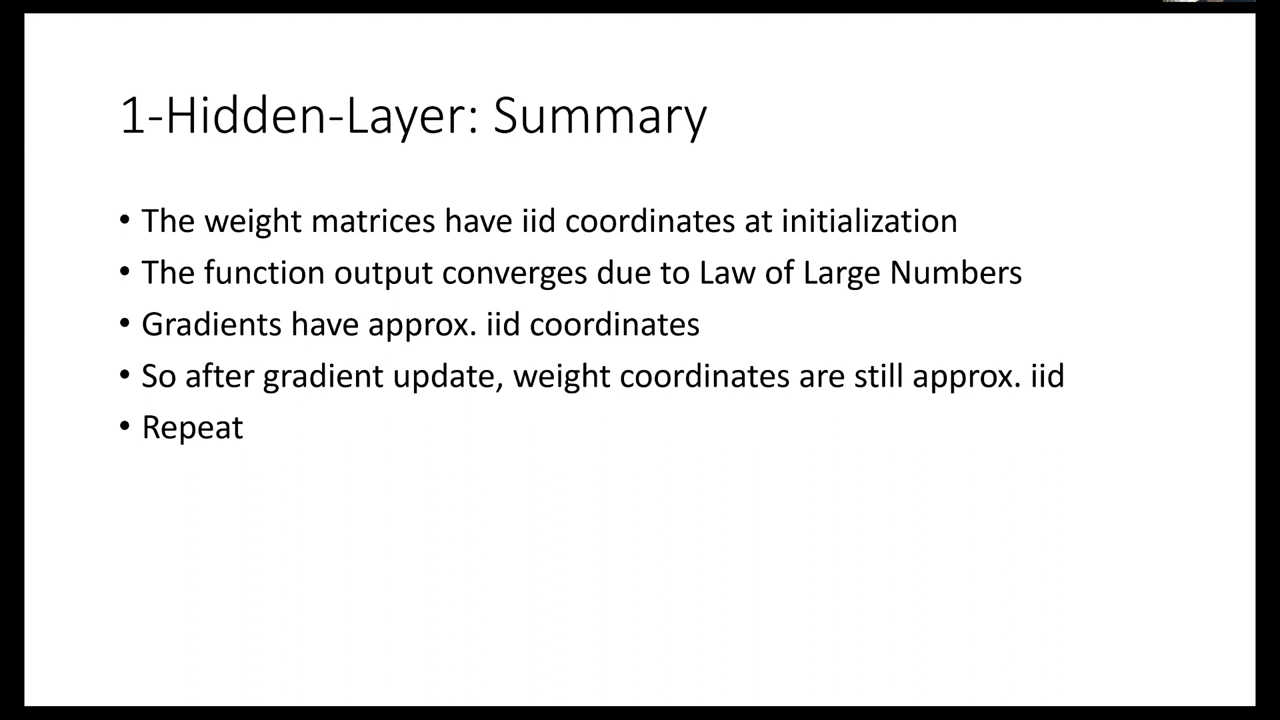 1-Hidden-Layer: Summary
• The weight matrices have iid coordinates at initialization
• The function output converges due to Law of Large Numbers
• Gradients have approx. iid coordinates
• So after gradient update, weight coordinates are still approx. iid
• Repeat